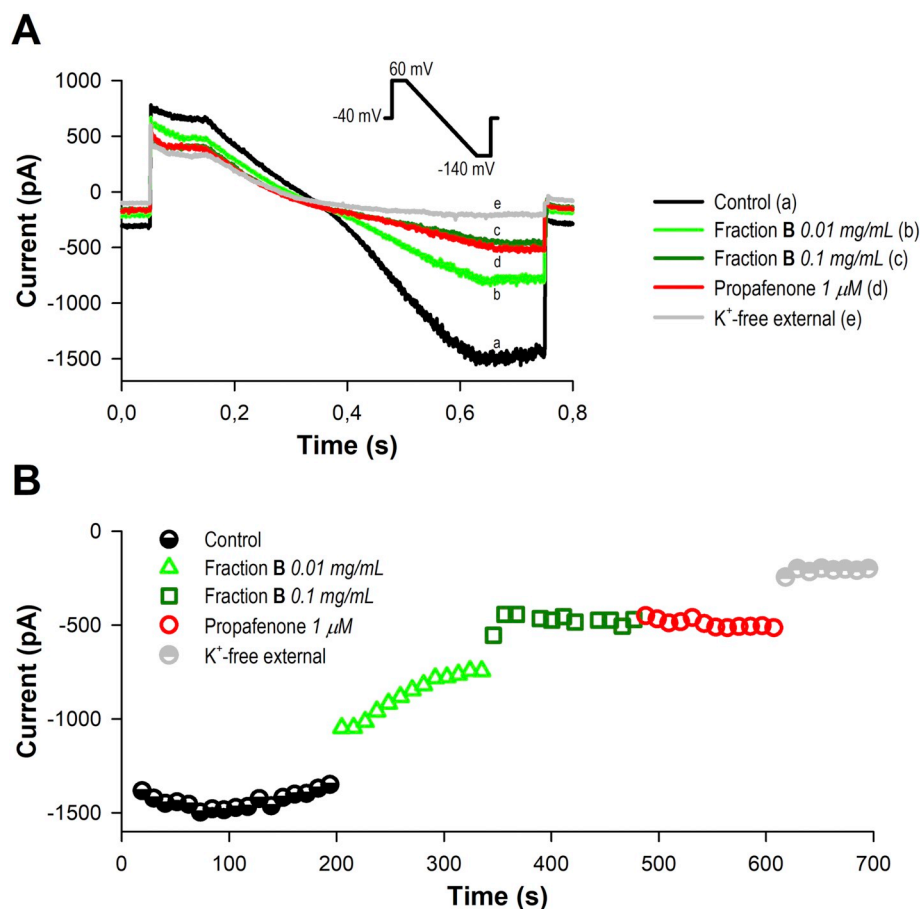 A
60 mV
-40 mV
-140 mV
1000
500
0
-500
-1000
-1500
Current (pA)
e
c
d
b
a
0,0 0,2 0,4 0,6 0,8
Time (s)
Control (a)
Fraction B 0.01 mg/mL (b)
Fraction B 0.1 mg/mL (c)
Propafenone 1 μM (d)
K⁺-free external (e)
B
0
-500
-1000
-1500
Current (pA)
Control
Fraction B 0.01 mg/mL
Fraction B 0.1 mg/mL
Propafenone 1 μM
K⁺-free external
0 100 200 300 400 500 600 700
Time (s)